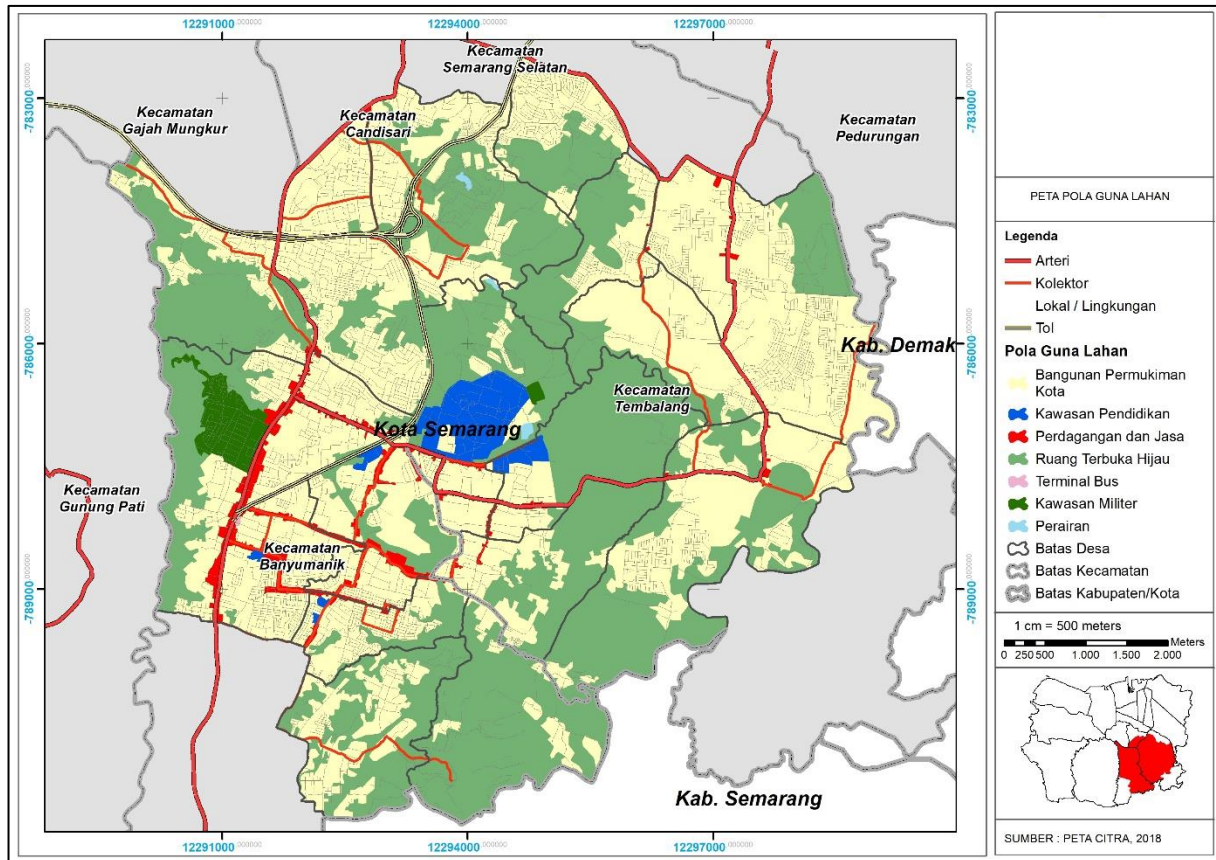 12291000.000000
12294000.000000
12297000.000000
Kecamatan
Semarang Selatan
-783000.000000
-783000.000000
Kecamatan
Gajah Mungkur
Kecamatan
Candisari
Kecamatan
Pedurungan
-786000.000000
-786000.000000
Kab. Demak
Kecamatan
Tembalang
Kota Semarang
Kecamatan
Gunung Pati
Kecamatan
Banyumanik
-789000.000000
-789000.000000
Kab. Semarang
12291000.000000
12294000.000000
12297000.000000
PETA POLA GUNA LAHAN
Legenda
Arteri
Kolektor
Lokal / Lingkungan
Tol
Pola Guna Lahan
Bangunan Permukiman
Kota
Kawasan Pendidikan
Perdagangan dan Jasa
Ruang Terbuka Hijau
Terminal Bus
Kawasan Militer
Perairan
Batas Desa
Batas Kecamatan
Batas Kabupaten/Kota
1 cm = 500 meters
Meters
0 250 500 1.000 1.500 2.000
SUMBER : PETA CITRA, 2018